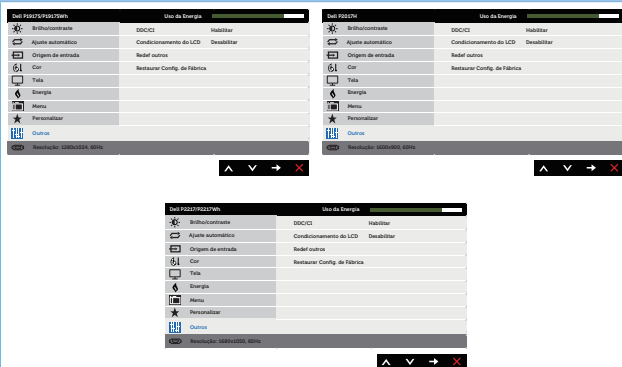 Dell P1917S/P1917SWh Uso da Energia
Brilho/contraste DDC/CI Habilitar
Ajuste automático Condicionamento do LCD Desabilitar
Origem de entrada Redef outros
Cor Restaurar Config. de Fábrica
Tela
Energia
Menu
Personalizar
Outros
Resolução: 1280x1024, 60Hz
Dell P2017H Uso da Energia
Brilho/contraste DDC/CI Habilitar
Ajuste automático Condicionamento do LCD Desabilitar
Origem de entrada Redef outros
Cor Restaurar Config. de Fábrica
Tela
Energia
Menu
Personalizar
Outros
Resolução: 1600x900, 60Hz
Dell P2217/P2217Wh Uso da Energia
Brilho/contraste DDC/CI Habilitar
Ajuste automático Condicionamento do LCD Desabilitar
Origem de entrada Redef outros
Cor Restaurar Config. de Fábrica
Tela
Energia
Menu
Personalizar
Outros
Resolução: 1680x1050, 60Hz